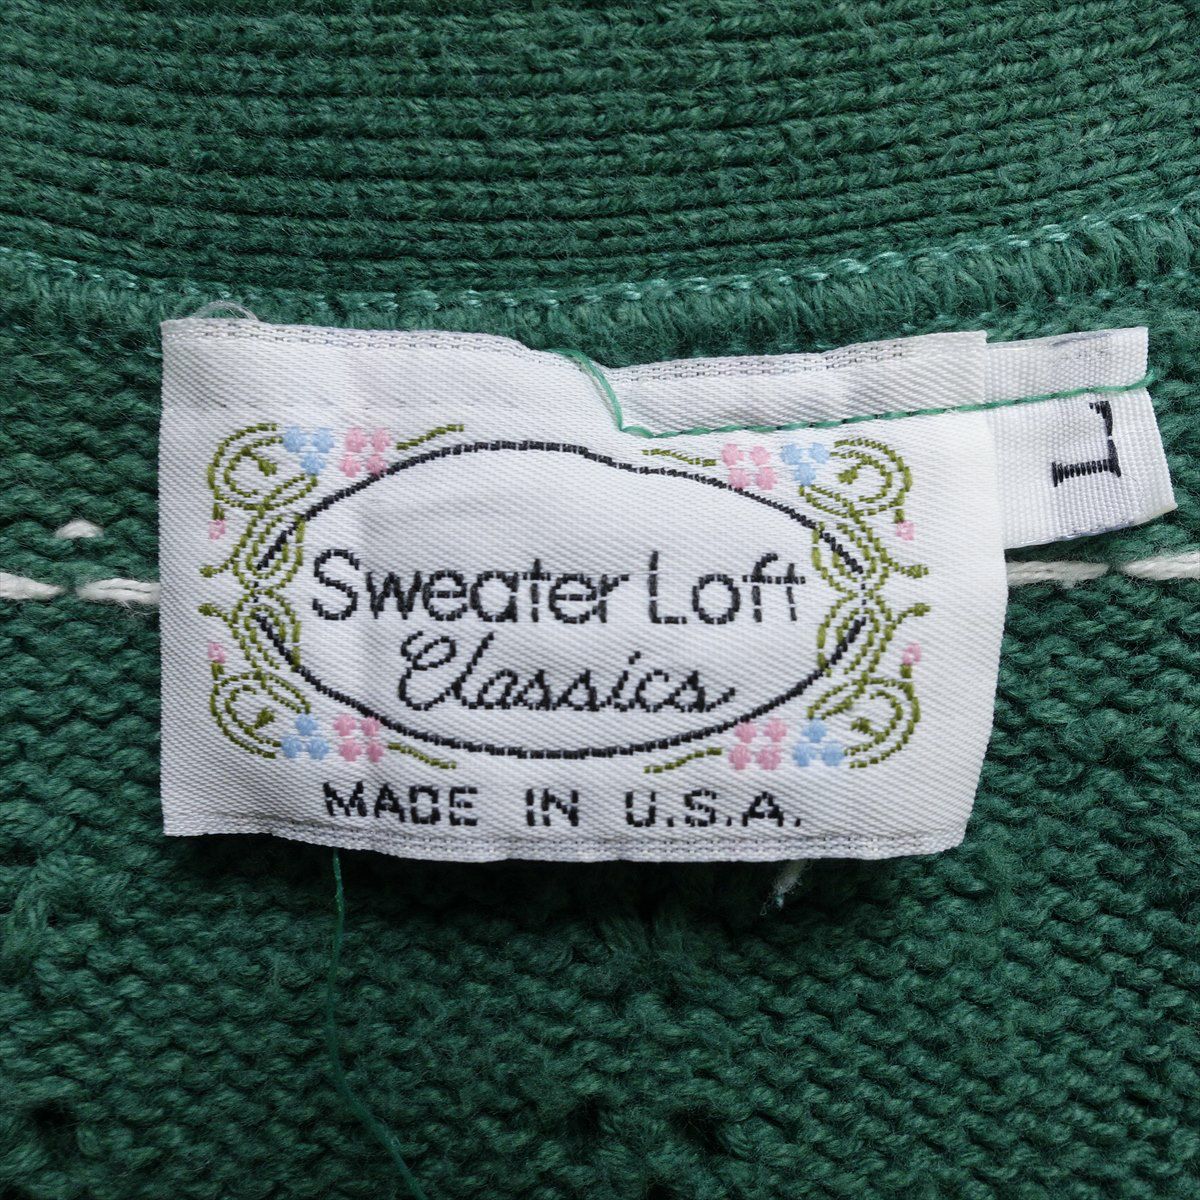 Sweater Loft
Classics
MADE IN U.S.A.
L